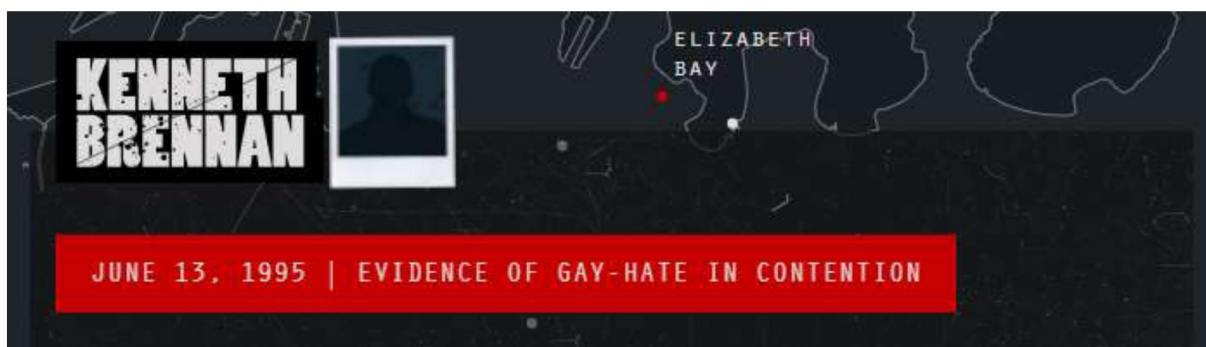 KENNETH
BRENNAN
ELIZABETH
BAY
JUNE 13, 1995 | EVIDENCE OF GAY-HATE IN CONTENTION